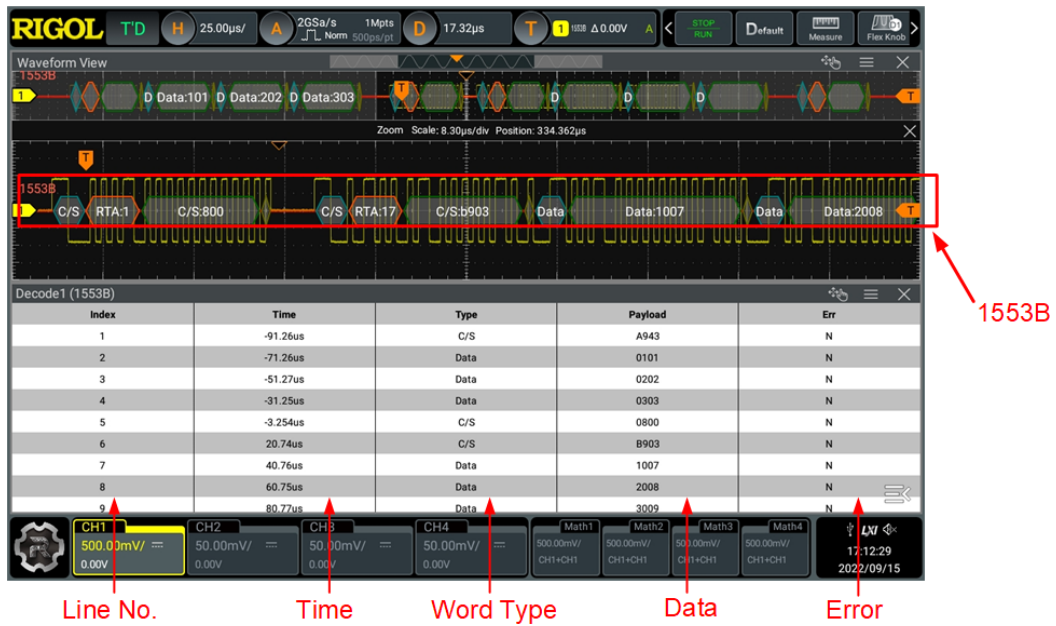 RIGOL T'D H 25.00μs/ A 2GSa/s 1Mpts Norm 500ps/pt D 17.32μs T 1 1553B Δ0.00V A < STOP RUN Default Measure Flex Knob >
Waveform View
1553B
1 D Data:101 D Data:202 D Data:303 T D D D T
Zoom Scale: 8.30μs/div Position: 334.362μs
T
1553B
C/S RTA:1 C/S:800 C/S RTA:17 C/S:b903 Data Data:1007 Data Data:2008 T
1553B
Decode1 (1553B)
Index Time Type Payload Err
1 -91.26us C/S A943 N
2 -71.26us Data 0101 N
3 -51.27us Data 0202 N
4 -31.25us Data 0303 N
5 -3.254us C/S 0800 N
6 20.74us C/S B903 N
7 40.76us Data 1007 N
8 60.75us Data 2008 N
9 80.77us Data 3009 N
CH1 CH2 CH3 CH4 Math1 Math2 Math3 Math4
500.00mV/ 50.00mV/ 50.00mV/ 50.00mV/ 500.00mV/ 500.00mV/ 500.00mV/ 500.00mV/ LXI
0.00V 0.00V 0.00V 0.00V CH1+CH1 CH1+CH1 CH1+CH1 CH1+CH1 17:12:29
2022/09/15
Line No. Time Word Type Data Error